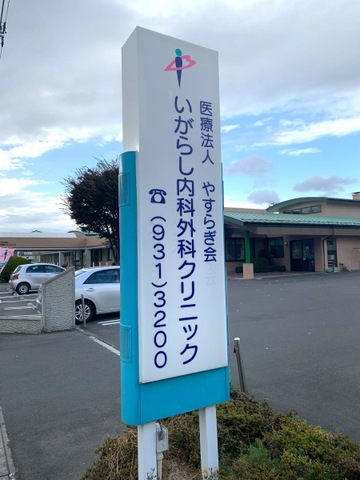 医療法人 やすらぎ会
いがらし内科外科クリニック
☎(931)3200